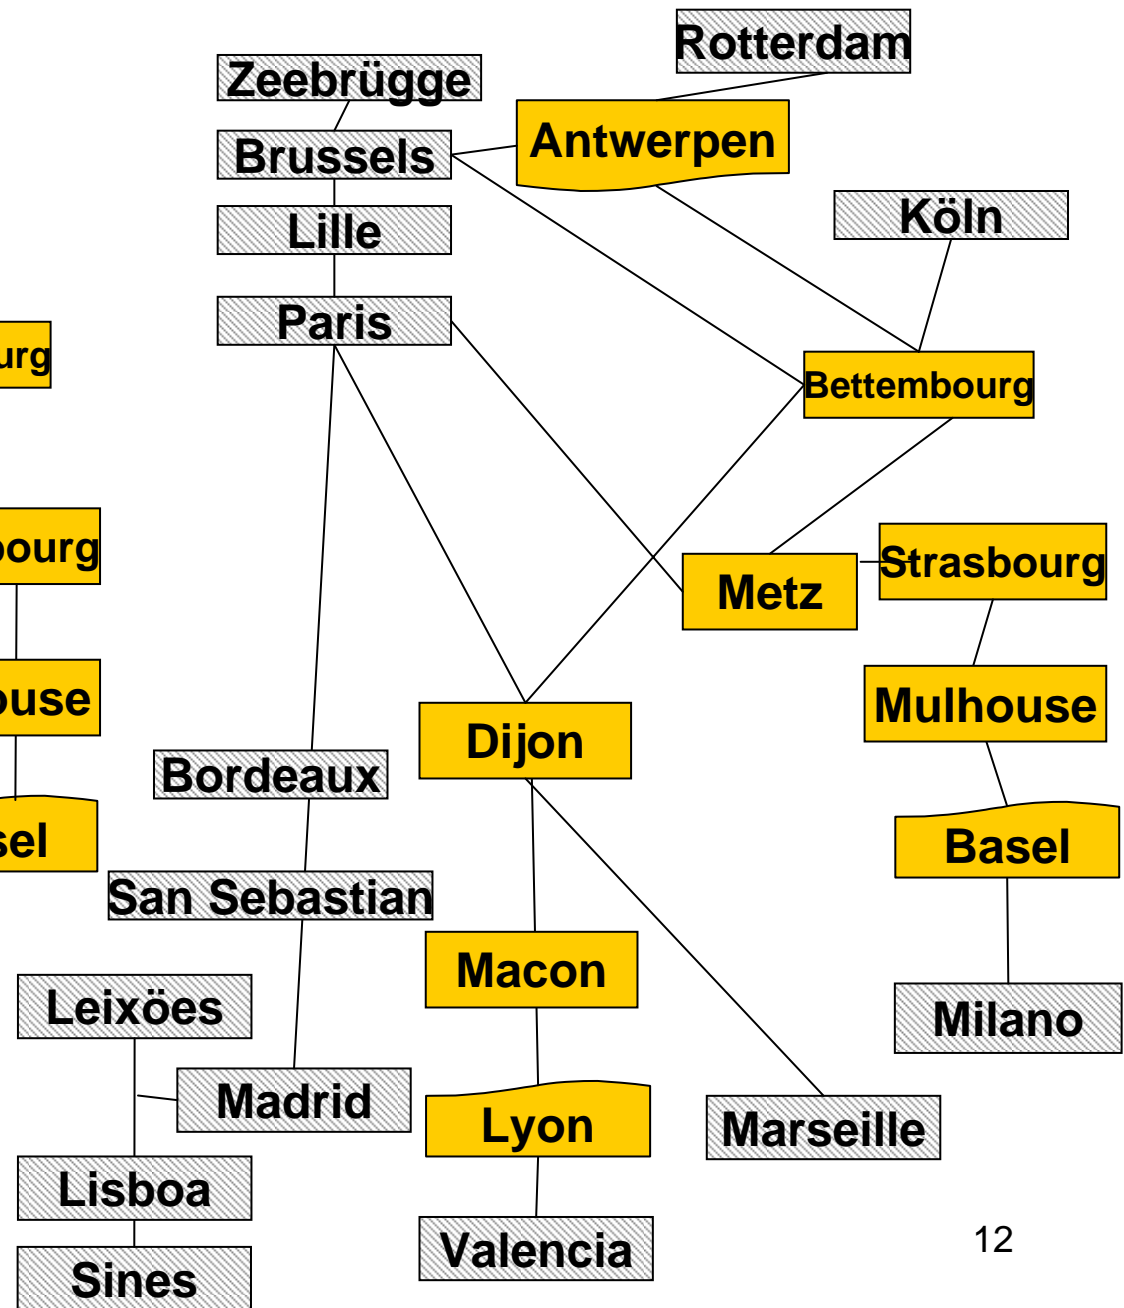 Rotterdam
Zeebrügge
Antwerpen
Brussels
Köln
Lille
Paris
urg
Bettembourg
bourg
Strasbourg
Metz
ouse
Mulhouse
Dijon
Bordeaux
sel
Basel
San Sebastian
Macon
Leixöes
Milano
Madrid
Lyon
Marseille
Lisboa
Valencia
12
Sines